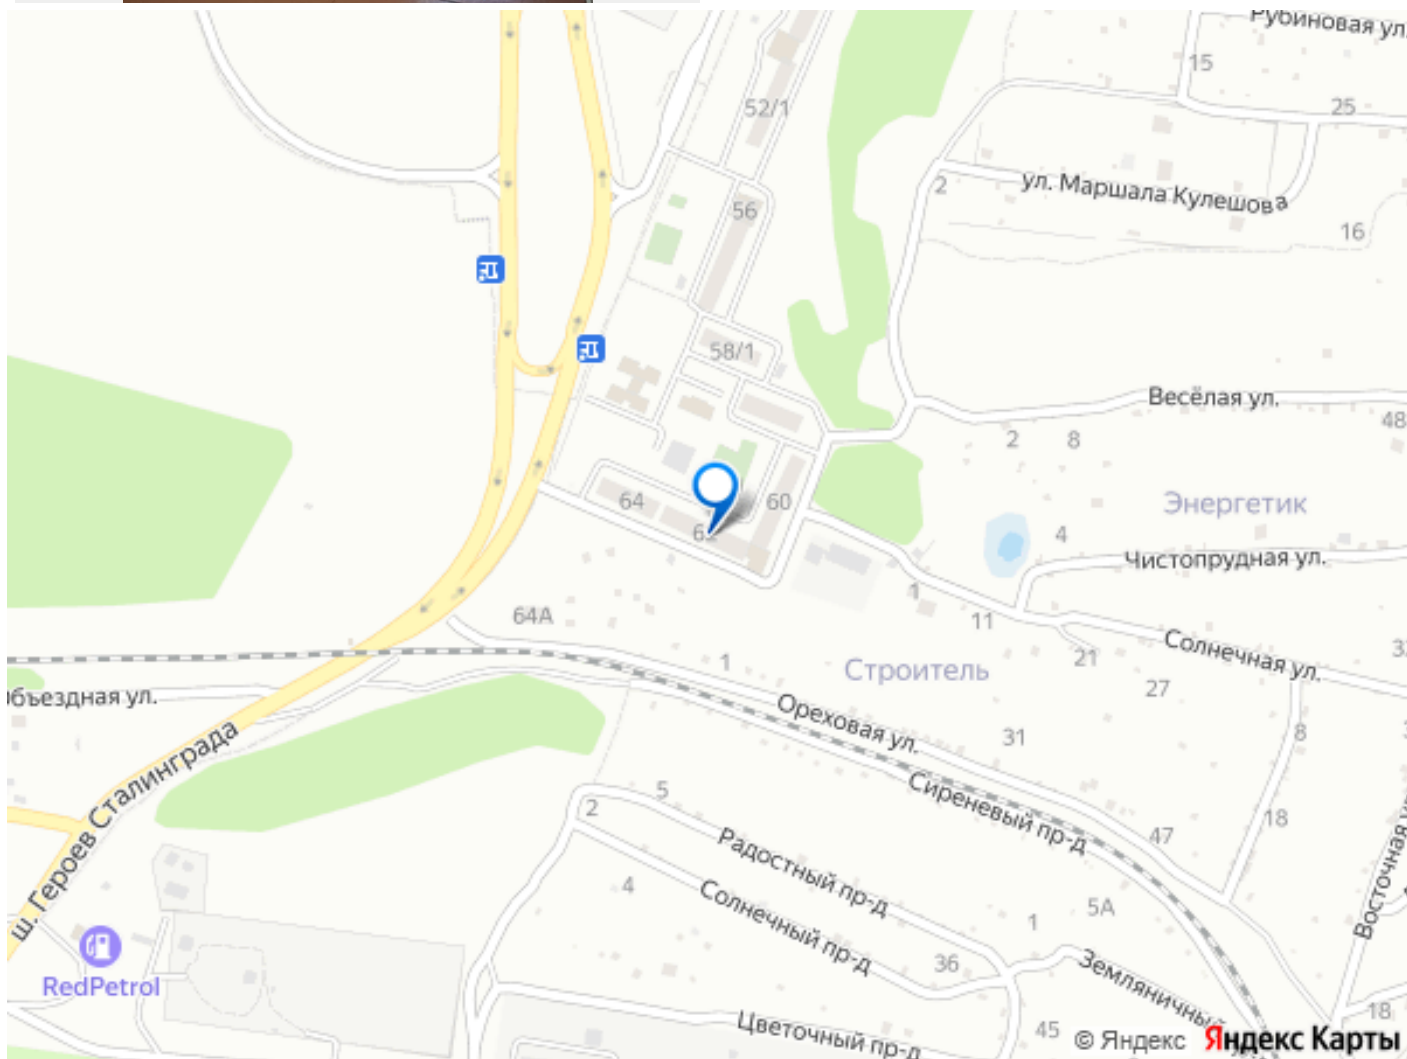 Рубиновая ул.
15
52/1
25
ул. Маршала Кулешова
2
56
16
58/1
Весёлая ул.
48
2
8
64
60
Энергетик
4
Чистопрудная ул.
1
64А
11
Солнечная ул.
21
1
Строитель
27
Ореховая ул.
31
8
ш. Героев Сталинграда
Сиреневый пр-д
5
2
18
47
Радостный пр-д
Восточная
4
Солнечный пр-д
5А
1
36
Земляничный
RedPetrol
18
45
Цветочный пр-д
© Яндекс Яндекс Карты